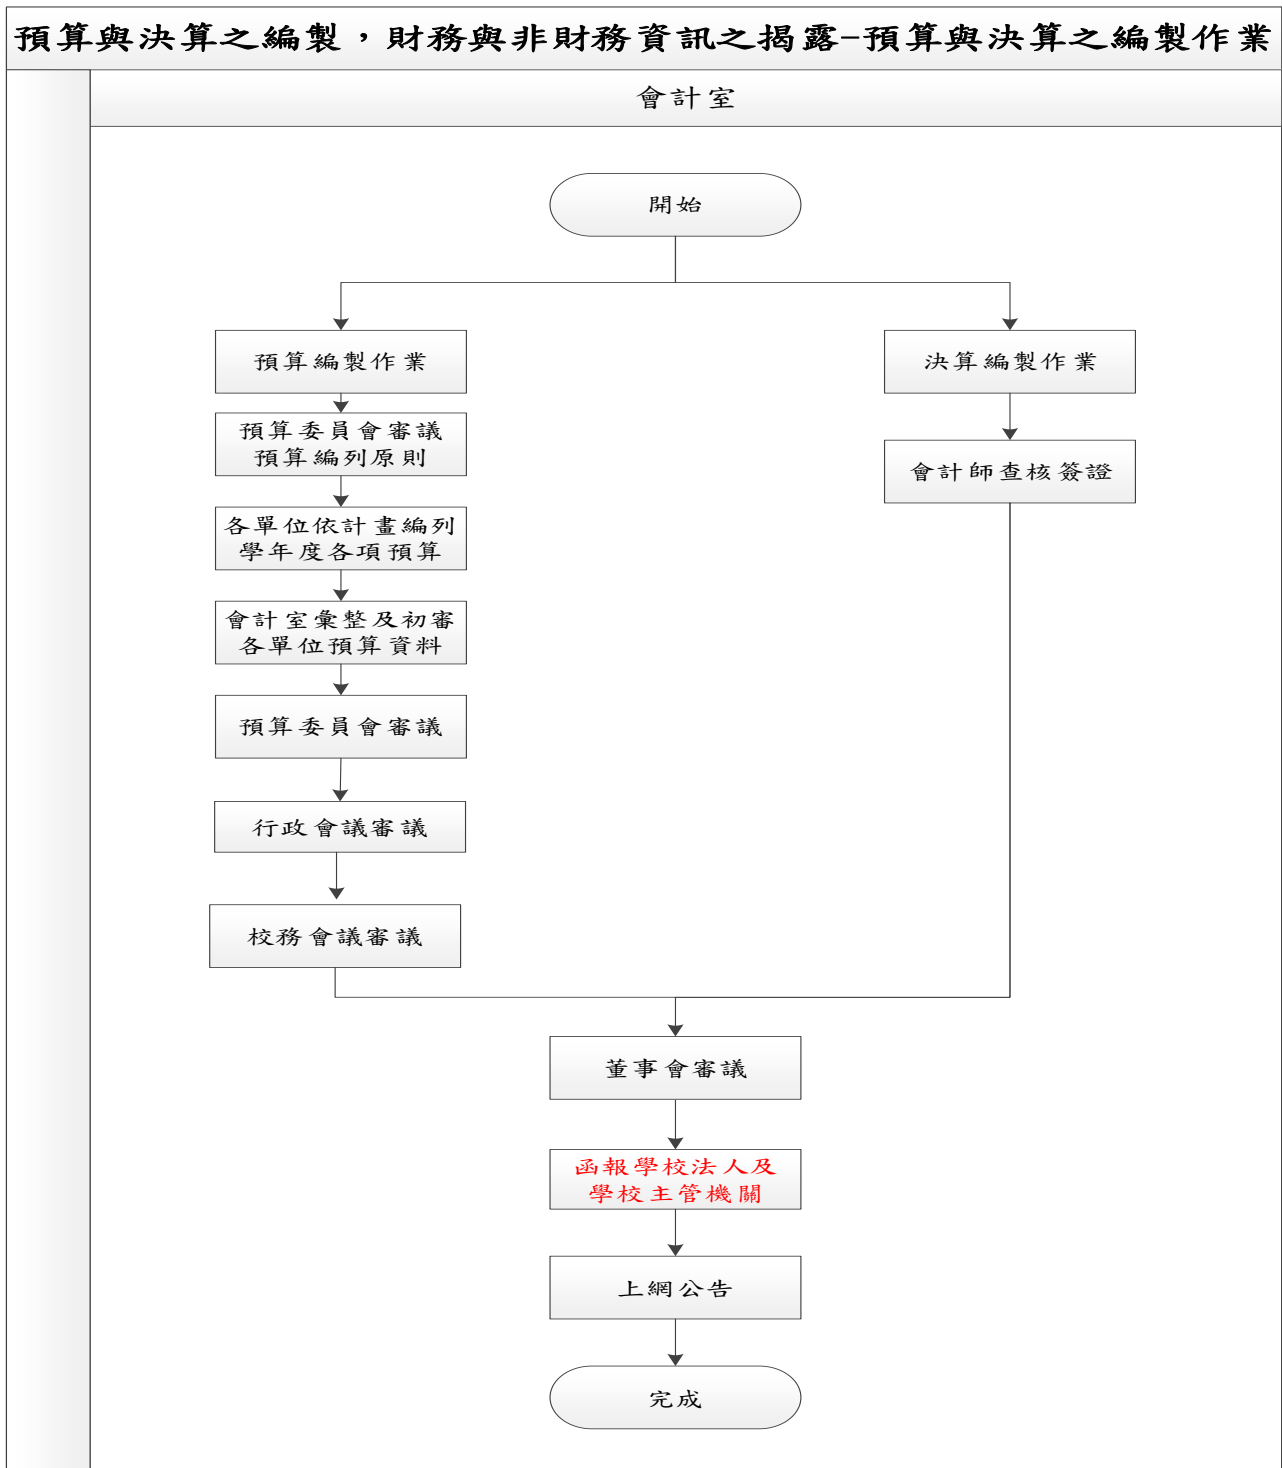 預算與決算之編製，財務與非財務資訊之揭露-預算與決算之編製作業
會計室
開始
預算編製作業
預算委員會審議
預算編列原則
各單位依計畫編列
學年度各項預算
會計室彙整及初審
各單位預算資料
預算委員會審議
行政會議審議
校務會議審議
決算編製作業
會計師查核簽證
董事會審議
函報學校法人及
學校主管機關
上網公告
完成